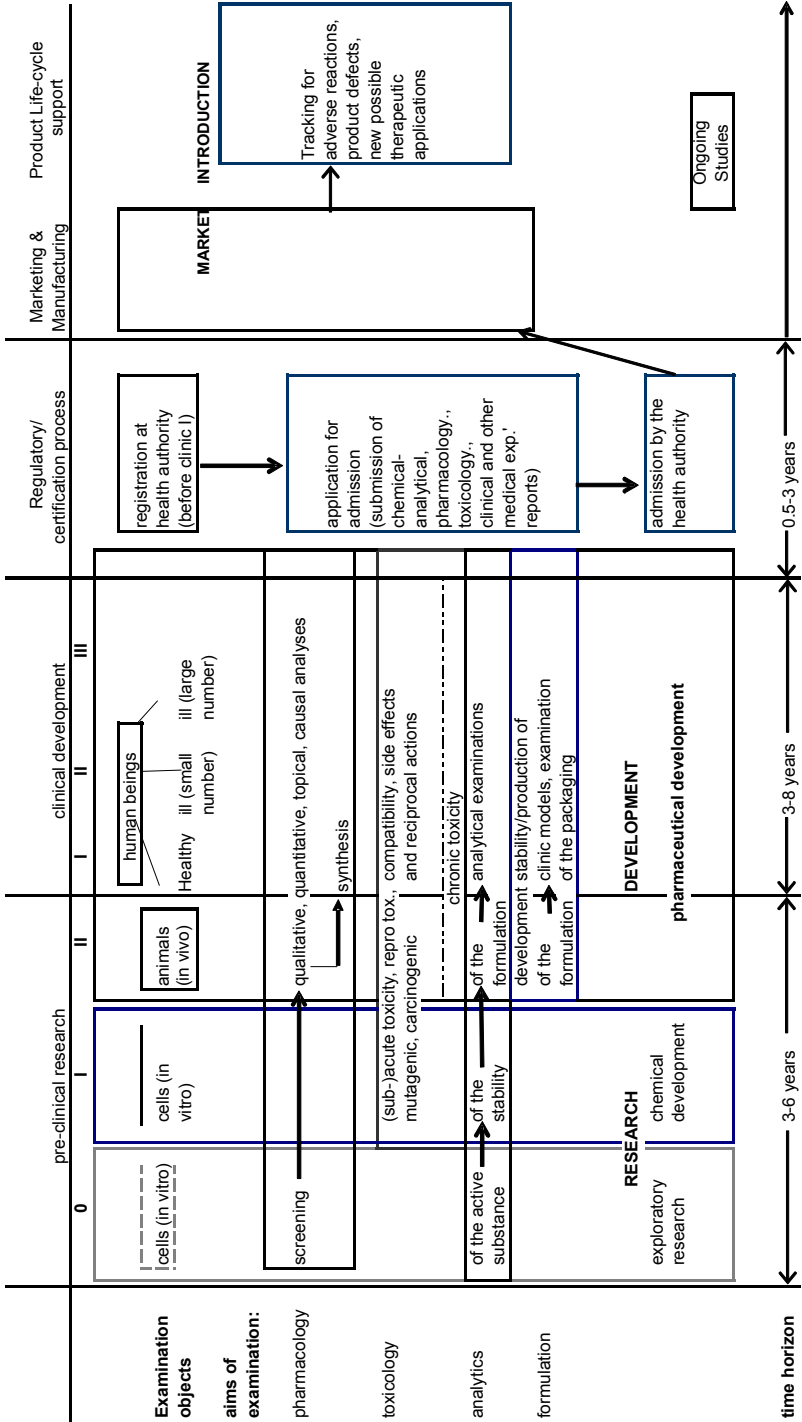 pre-clinical research
clinical development
Regulatory/
certification process
Marketing &
Manufacturing
Product Life-cycle
support
0
I
II
I
II
III
Examination
objects
cells (in vitro)
cells (in
vitro)
animals
(in vivo)
human beings
Healthy
ill (small
number)
ill (large
number)
registration at
health authority
(before clinic I)
MARKET INTRODUCTION
aims of
examination:
pharmacology
screening
qualitative, quantitative, topical, causal analyses
synthesis
application for
admission
(submission of
chemical-
analytical,
pharmacology.,
toxicology.,
clinical and other
medical exp.'
reports)
Tracking for
adverse reactions,
product defects,
new possible
therapeutic
applications
toxicology
(sub-)acute toxicity, repro tox.,
mutagenic, carcinogenic
compatibility, side effects
and reciprocal actions
chronic toxicity
analytics
of the active
substance
of the
stability
of the
formulation
analytical examinations
formulation
development
of the
formulation
stability/production of
clinic models, examination
of the packaging
RESEARCH
DEVELOPMENT
exploratory
research
chemical
development
pharmaceutical development
admission by the
health authority
Ongoing
Studies
time horizon
3-6 years
3-8 years
0.5-3 years